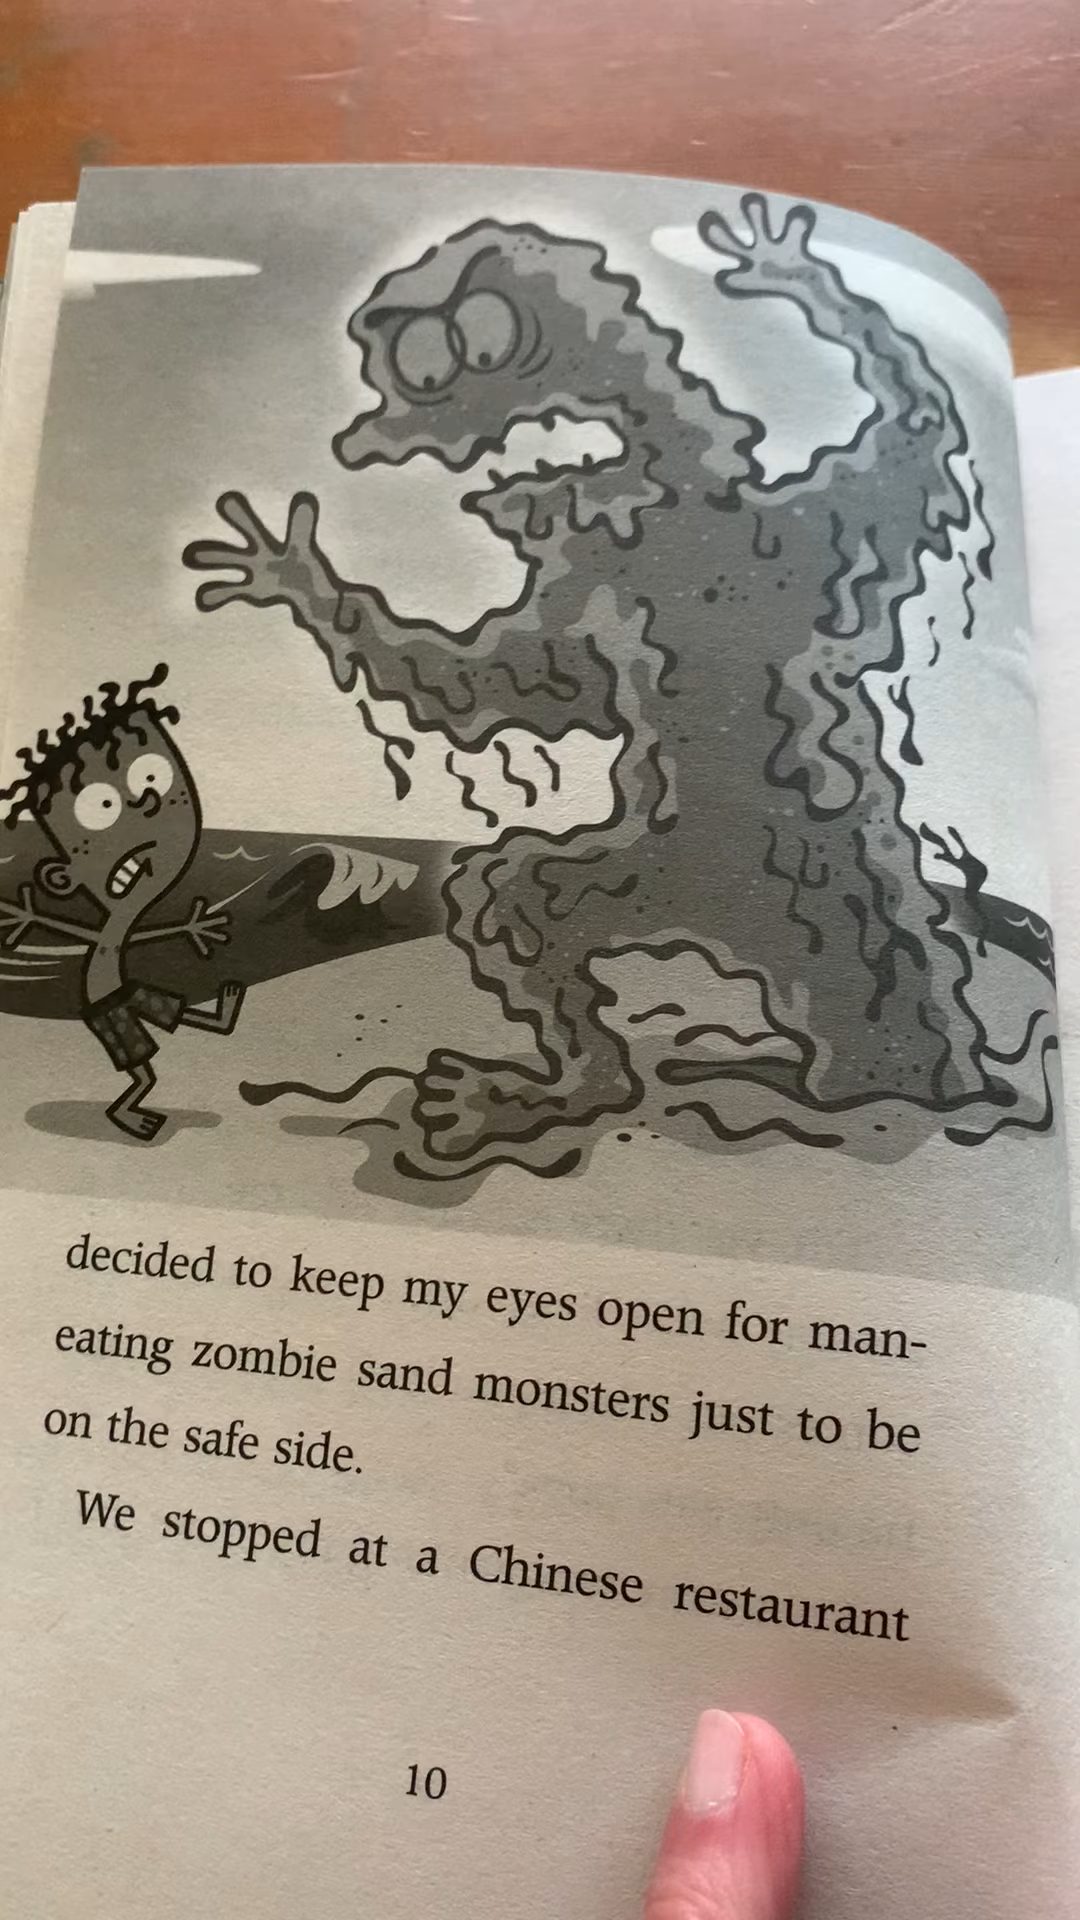 decided to keep my eyes open for man-
eating zombie sand monsters just to be
on the safe side.
We stopped at a Chinese restaurant
10